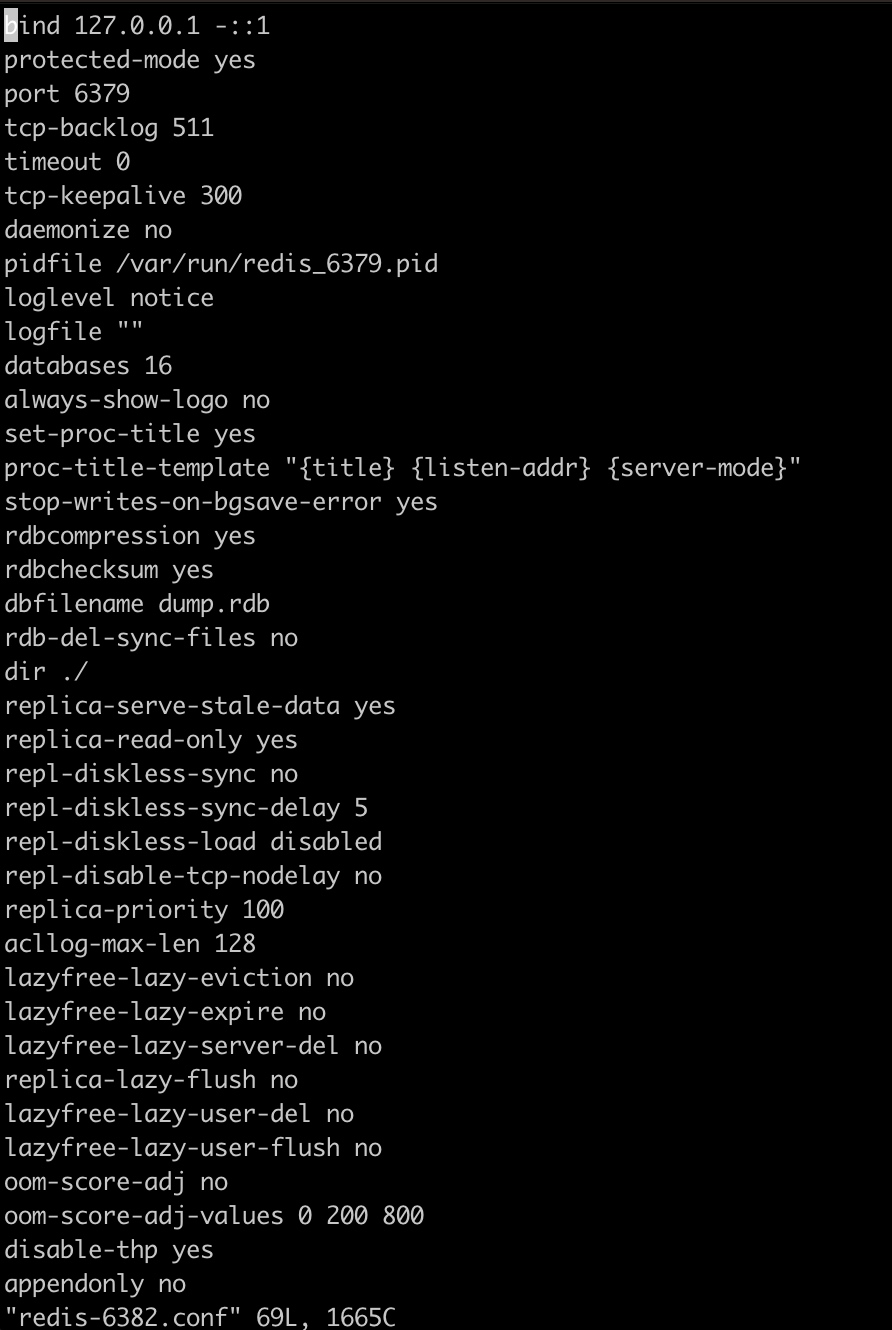 bind 127.0.0.1 -::1
protected-mode yes
port 6379
tcp-backlog 511
timeout 0
tcp-keepalive 300
daemonize no
pidfile /var/run/redis_6379.pid
loglevel notice
logfile ""
databases 16
always-show-logo no
set-proc-title yes
proc-title-template "{title} {listen-addr} {server-mode}"
stop-writes-on-bgsave-error yes
rdbcompression yes
rdbchecksum yes
dbfilename dump.rdb
rdb-del-sync-files no
dir ./
replica-serve-stale-data yes
replica-read-only yes
repl-diskless-sync no
repl-diskless-sync-delay 5
repl-diskless-load disabled
repl-disable-tcp-nodelay no
replica-priority 100
acllog-max-len 128
lazyfree-lazy-eviction no
lazyfree-lazy-expire no
lazyfree-lazy-server-del no
replica-lazy-flush no
lazyfree-lazy-user-del no
lazyfree-lazy-user-flush no
oom-score-adj no
oom-score-adj-values 0 200 800
disable-thp yes
appendonly no
"redis-6382.conf" 69L, 1665C